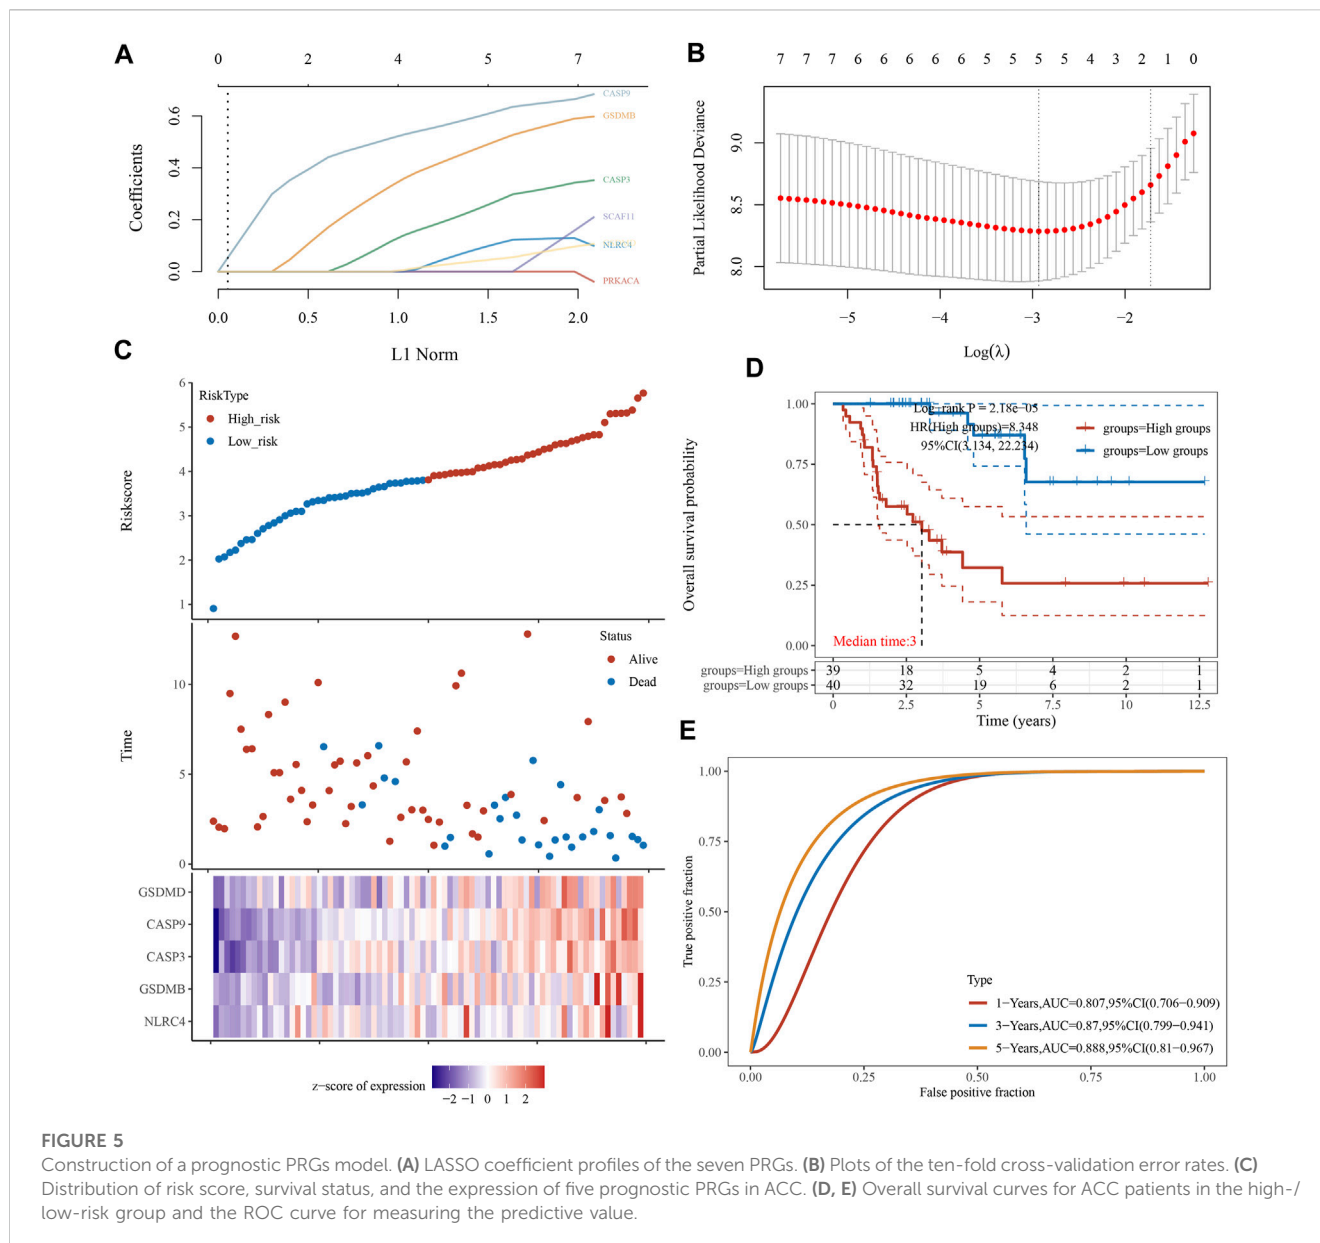 A
0 2 4 5 7
Coefficients
0.6
0.4
0.2
0.0
CASP9
GSDMB
CASP3
SCAF11
NLRC4
PRKACA
0.0 0.5 1.0 1.5 2.0
L1 Norm
B
7 7 7 6 6 6 6 6 5 5 5 5 4 3 2 1 0
Partial Likelihood Deviance
9.0
8.5
8.0
−5 −4 −3 −2
Log(λ)
C
RiskType
High_risk
Low_risk
Riskscore
6
5
4
3
2
1
Status
Alive
Dead
Time
10
5
0
GSDMD
CASP9
CASP3
GSDMB
NLRC4
z−score of expression
−2 −1 0 1 2
D
Overall survival probability
1.00
0.75
0.50
0.25
0.00
Log−rank P = 2.18e−05
HR(High groups)=8.348
95%CI(3.134, 22.234)
groups=High groups
groups=Low groups
Median time:3
groups=High groups 39 18 5 4 2 1
groups=Low groups 40 32 19 6 2 1
0 2.5 5 7.5 10 12.5
Time (years)
E
True positive fraction
1.00
0.75
0.50
0.25
0.00
Type
1−Years,AUC=0.807,95%CI(0.706−0.909)
3−Years,AUC=0.87,95%CI(0.799−0.941)
5−Years,AUC=0.888,95%CI(0.81−0.967)
0.00 0.25 0.50 0.75 1.00
False positive fraction
FIGURE 5
Construction of a prognostic PRGs model. (A) LASSO coefficient profiles of the seven PRGs. (B) Plots of the ten-fold cross-validation error rates. (C)
Distribution of risk score, survival status, and the expression of five prognostic PRGs in ACC. (D, E) Overall survival curves for ACC patients in the high-/
low-risk group and the ROC curve for measuring the predictive value.